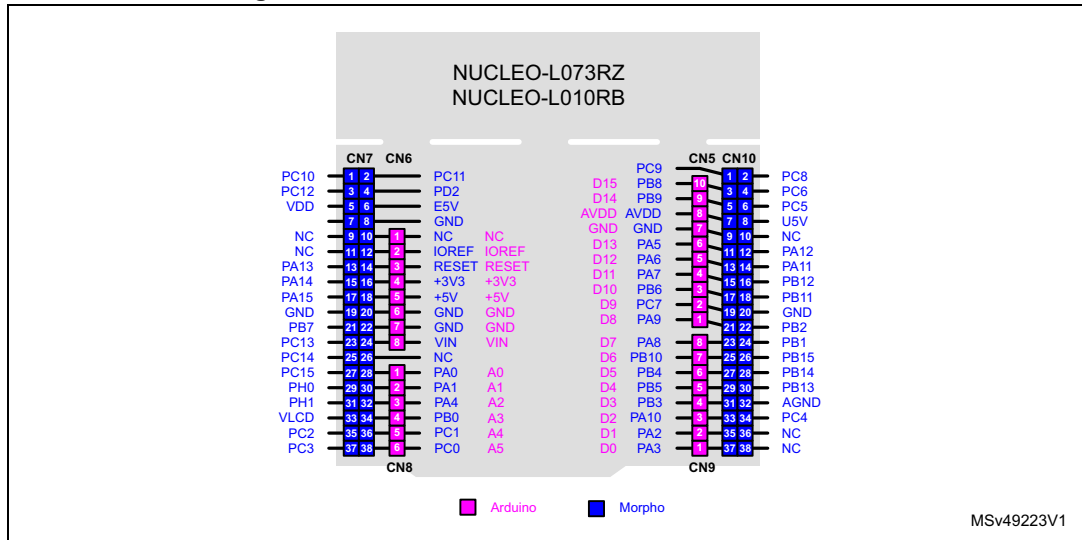 NUCLEO-L073RZ
NUCLEO-L010RB
CN7 CN6 CN5 CN10
PC9
PC10 1 2 PC11 D15 PB8 10 1 2 PC8
PC12 3 4 PD2 D14 PB9 9 3 4 PC6
VDD 5 6 E5V AVDD AVDD 8 5 6 PC5
7 8 GND GND GND 7 7 8 U5V
NC 9 10 1 NC NC D13 PA5 6 9 10 NC
NC 11 12 2 IOREF IOREF D12 PA6 5 11 12 PA12
PA13 13 14 3 RESET RESET D11 PA7 4 13 14 PA11
PA14 15 16 4 +3V3 +3V3 D10 PB6 3 15 16 PB12
PA15 17 18 5 +5V +5V D9 PC7 2 17 18 PB11
GND 19 20 6 GND GND D8 PA9 1 19 20 GND
PB7 21 22 7 GND GND 21 22 PB2
PC13 23 24 8 VIN VIN D7 PA8 8 23 24 PB1
PC14 25 26 NC D6 PB10 7 25 26 PB15
PC15 27 28 1 PA0 A0 D5 PB4 6 27 28 PB14
PH0 29 30 2 PA1 A1 D4 PB5 5 29 30 PB13
PH1 31 32 3 PA4 A2 D3 PB3 4 31 32 AGND
VLCD 33 34 4 PB0 A3 D2 PA10 3 33 34 PC4
PC2 35 36 5 PC1 A4 D1 PA2 2 35 36 NC
PC3 37 38 6 PC0 A5 D0 PA3 1 37 38 NC
CN8 CN9
Arduino Morpho
MSv49223V1